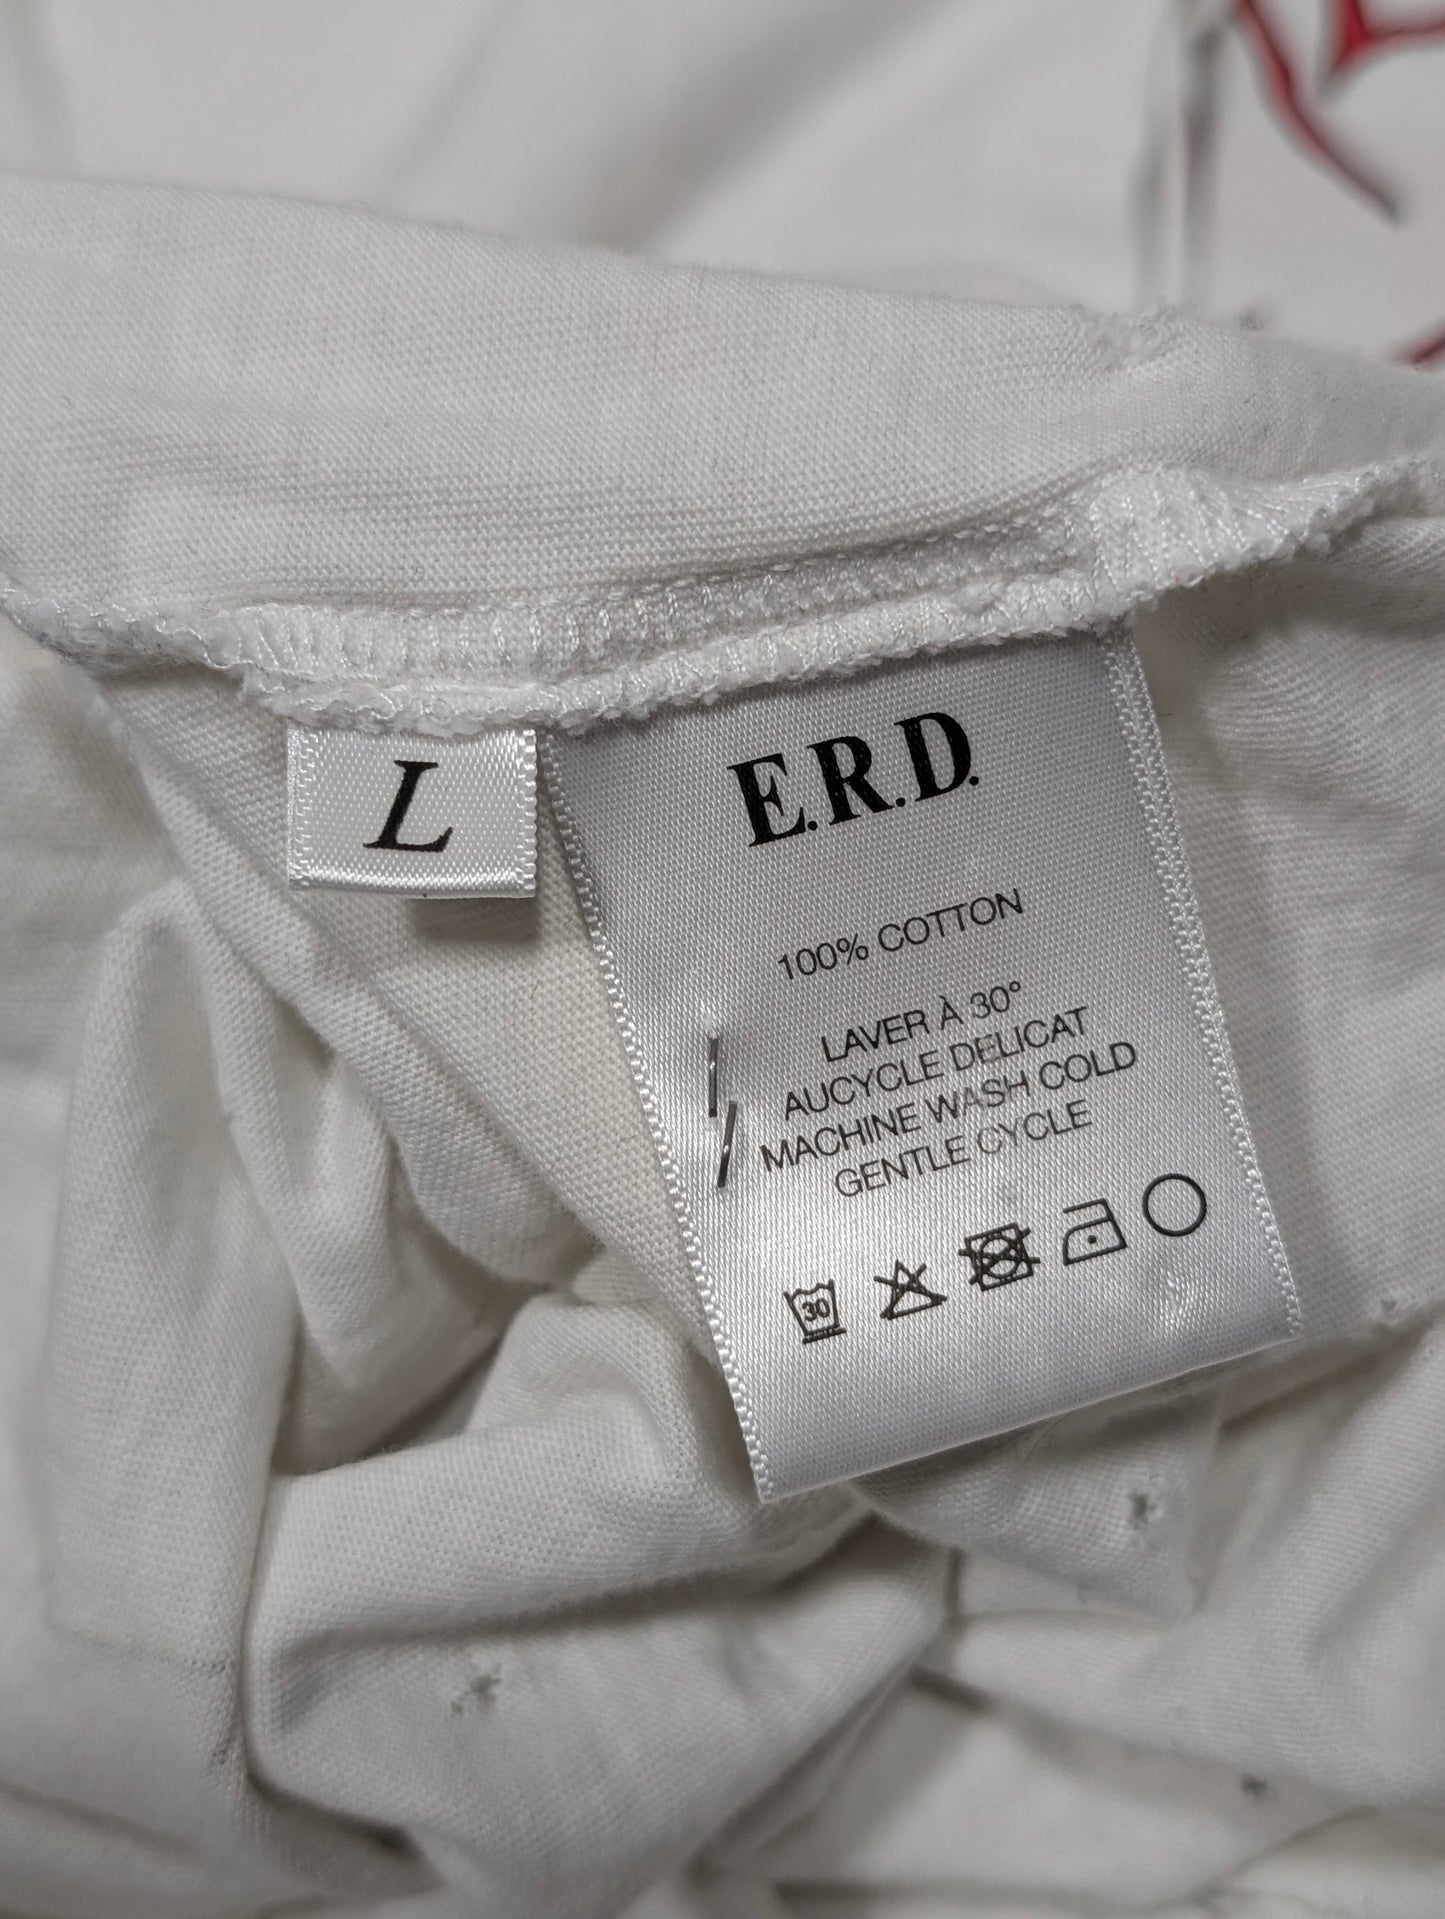 L
E.R.D.
100% COTTON
LAVER À 30°
AUCYCLE DELICAT
MACHINE WASH COLD
GENTLE CYCLE
30